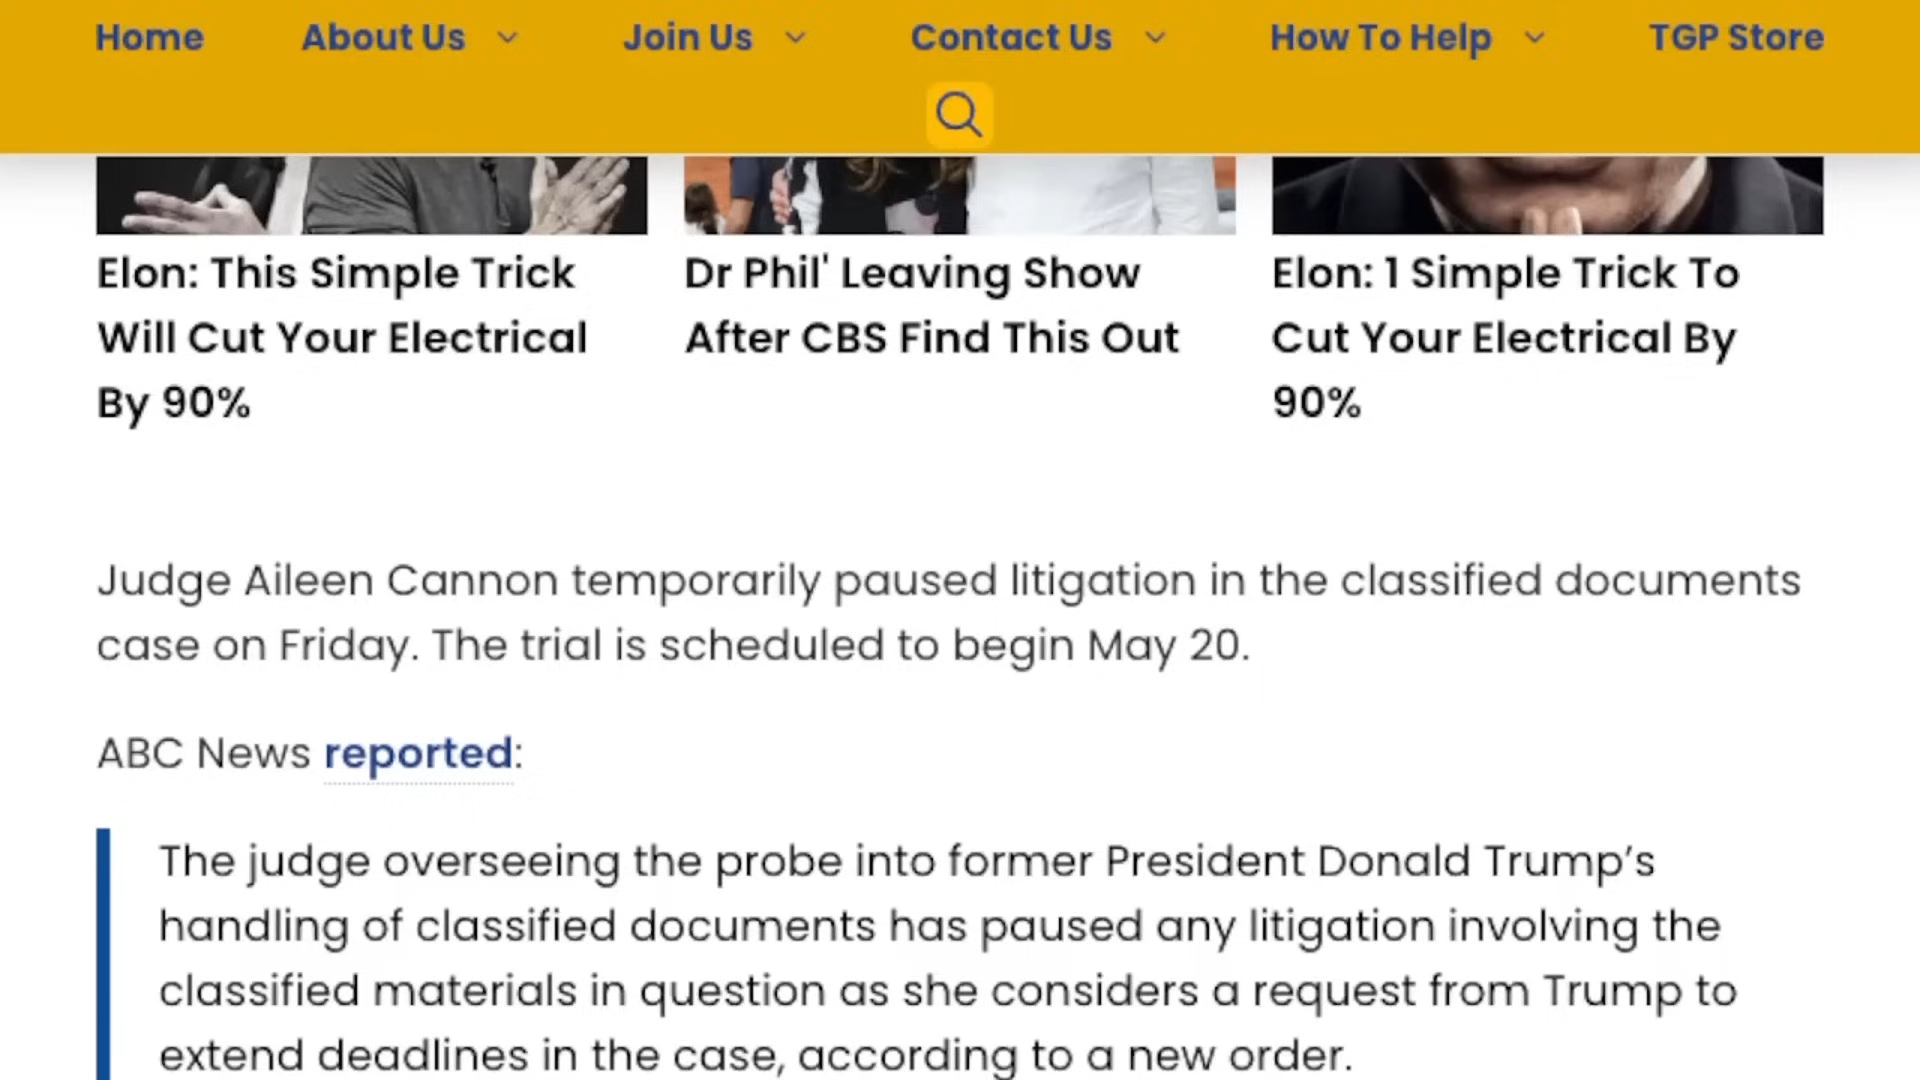 Home About Us Join Us Contact Us How To Help TGP Store
Elon: This Simple Trick
Will Cut Your Electrical
By 90%
Dr Phil' Leaving Show
After CBS Find This Out
Elon: 1 Simple Trick To
Cut Your Electrical By
90%
Judge Aileen Cannon temporarily paused litigation in the classified documents
case on Friday. The trial is scheduled to begin May 20.
ABC News reported:
The judge overseeing the probe into former President Donald Trump’s
handling of classified documents has paused any litigation involving the
classified materials in question as she considers a request from Trump to
extend deadlines in the case, according to a new order.